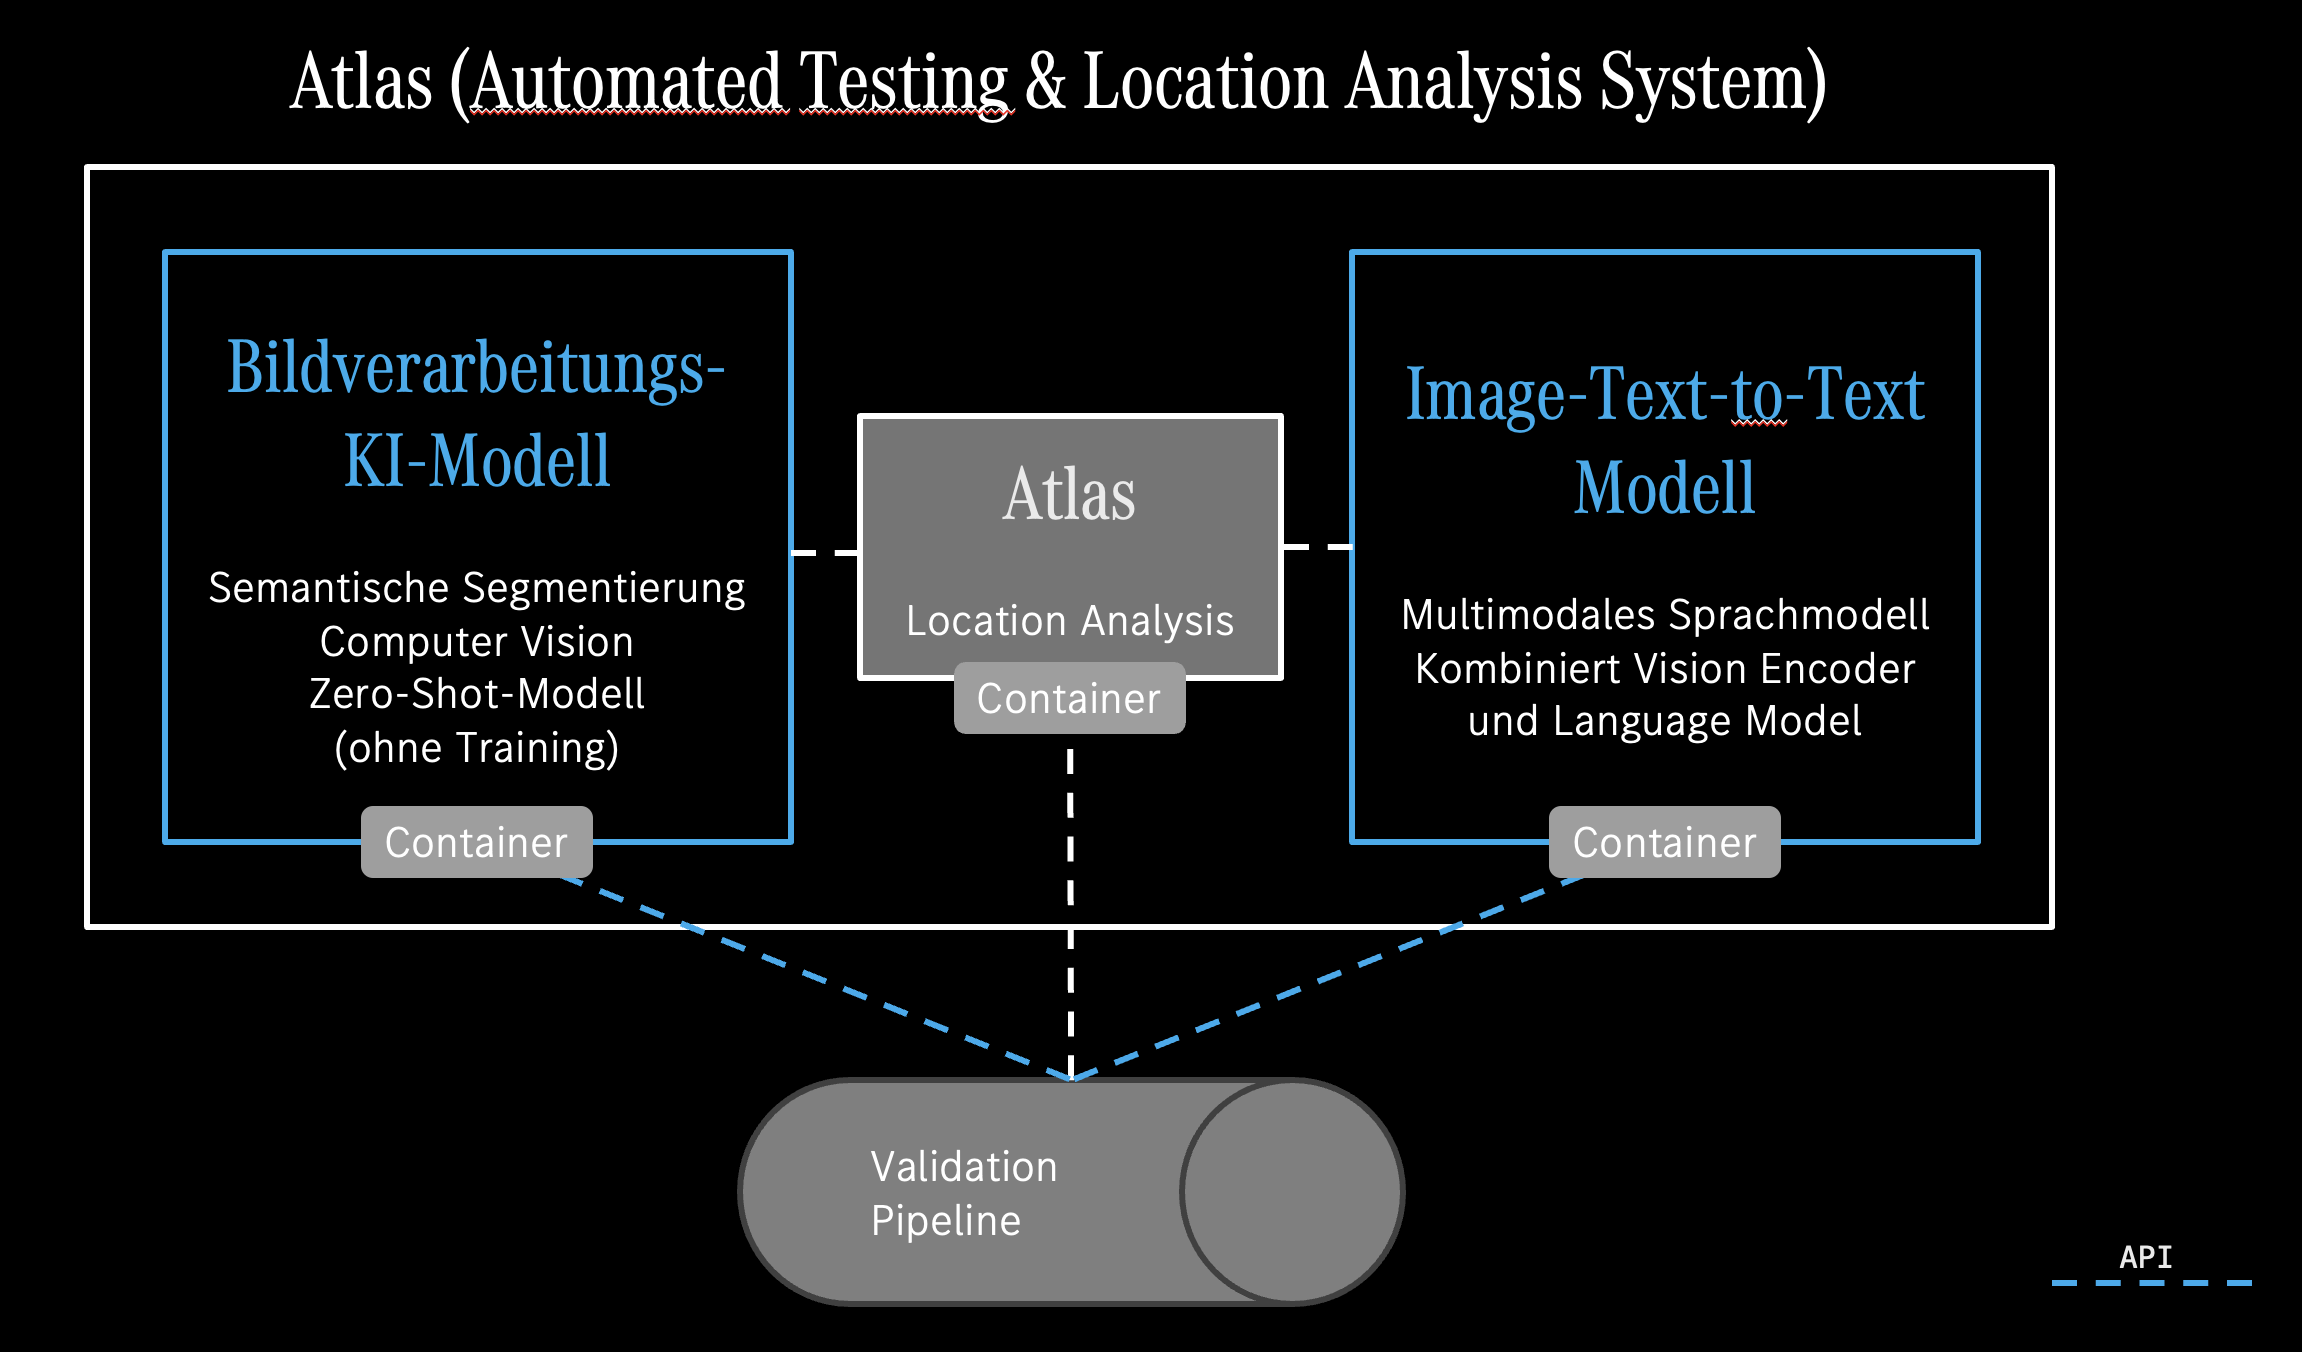 Atlas (Automated Testing & Location Analysis System)
Bildverarbeitungs-
KI-Modell
Semantische Segmentierung
Computer Vision
Zero-Shot-Modell
(ohne Training)
Container
Atlas
Location Analysis
Container
Image-Text-to-Text
Modell
Multimodales Sprachmodell
Kombiniert Vision Encoder
und Language Model
Container
Validation
Pipeline
API